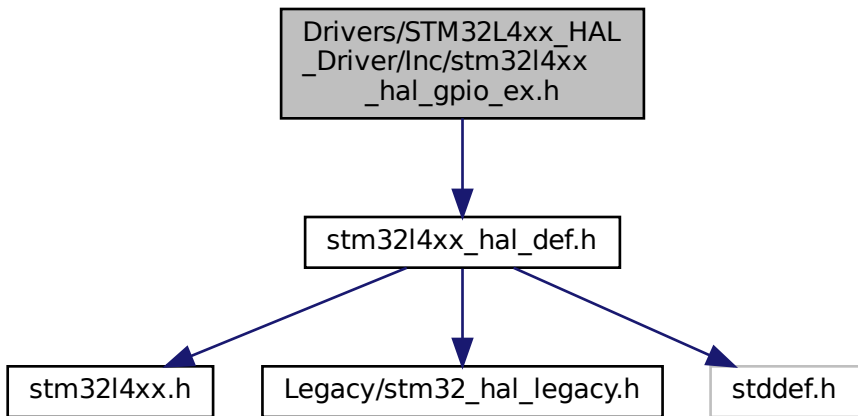 Drivers/STM32L4xx_HAL
_Driver/Inc/stm32l4xx
_hal_gpio_ex.h
stm32l4xx_hal_def.h
stm32l4xx.h
Legacy/stm32_hal_legacy.h
stddef.h